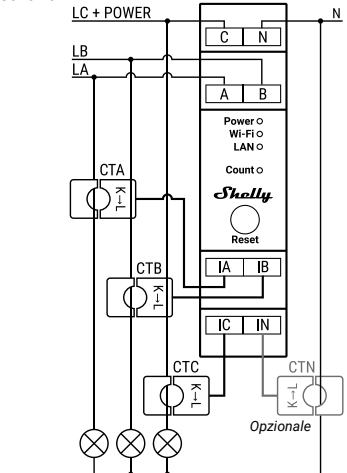 LC + POWER
N
C N
LB
LA
A B
Power
Wi-Fi
LAN
Count
CTA
K→L
Shelly
Reset
CTB
K→L
IA IB
IC IN
CTC
K→L
CTN
K→L
Opzionale